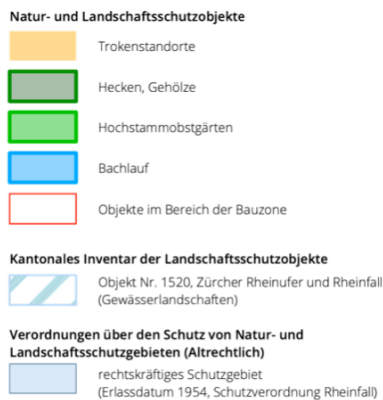 Natur- und Landschaftsschutzobjekte
Trokenstandorte
Hecken, Gehölze
Hochstammobstgärten
Bachlauf
Objekte im Bereich der Bauzone
Kantonales Inventar der Landschaftsschutzobjekte
Objekt Nr. 1520, Zürcher Rheinufer und Rheinfall
(Gewässerlandschaften)
Verordnungen über den Schutz von Natur- und
Landschaftsschutzgebieten (Altrechtlich)
rechtskräftiges Schutzgebiet
(Erlassdatum 1954, Schutzverordnung Rheinfall)